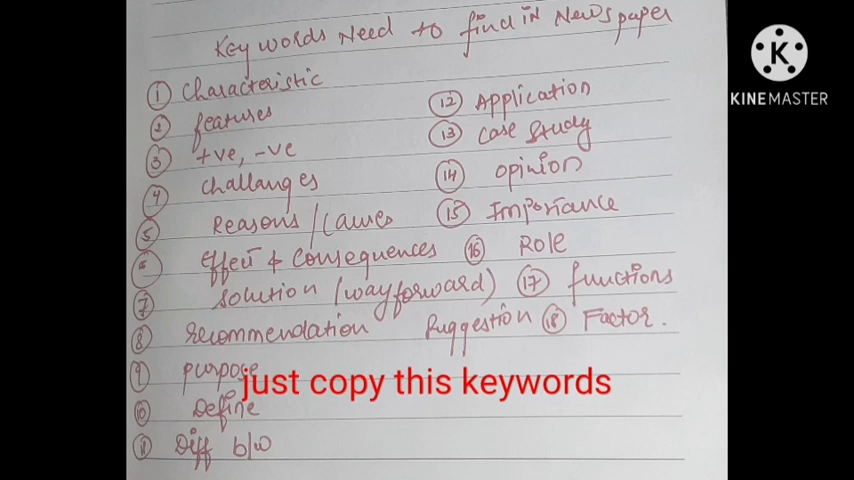 Key words Need to find in Newspaper
① Characteristic
② features
③ +ve, -ve
④ challanges
⑤ Reasons / Causes
⑥ effect & consequences
⑦ solution (way forward)
⑧ recommendation Suggestion
⑨ purpose
⑩ Define
⑪ Diff b/w
⑫ Application
⑬ Case Study
⑭ opinion
⑮ Importance
⑯ Role
⑰ functions
⑱ Factor.
just copy this keywords
K
KINEMASTER